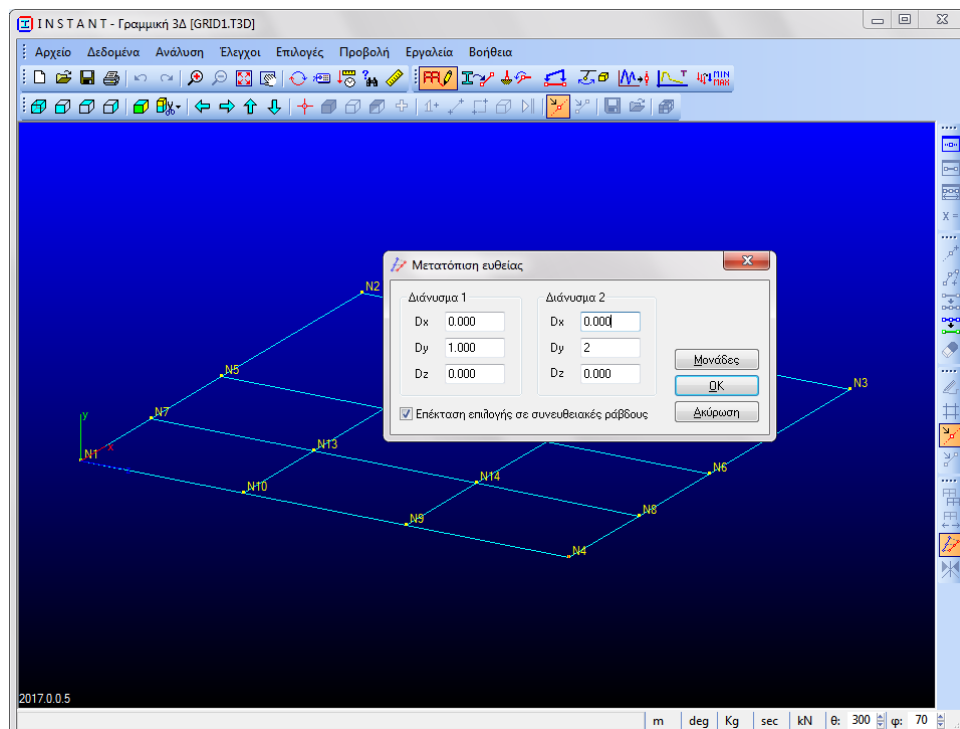 I N S T A N T - Γραμμική 3Δ [GRID1.T3D]
Αρχείο Δεδομένα Ανάλυση Έλεγχοι Επιλογές Προβολή Εργαλεία Βοήθεια
T MIN MAX
1+
X =
Μετατόπιση ευθείας
Διάνυσμα 1 Διάνυσμα 2
Dx 0.000 Dx 0.000
Dy 1.000 Dy 2
Dz 0.000 Dz 0.000
Μονάδες
OK
Ακύρωση
Επέκταση επιλογής σε συνευθειακές ράβδους
N2
N5
N3
N7
y
x
N1
N13
N6
N14
N10
N8
N9
N4
2017.0.0.5
m deg Kg sec kN θ: 300 φ: 70